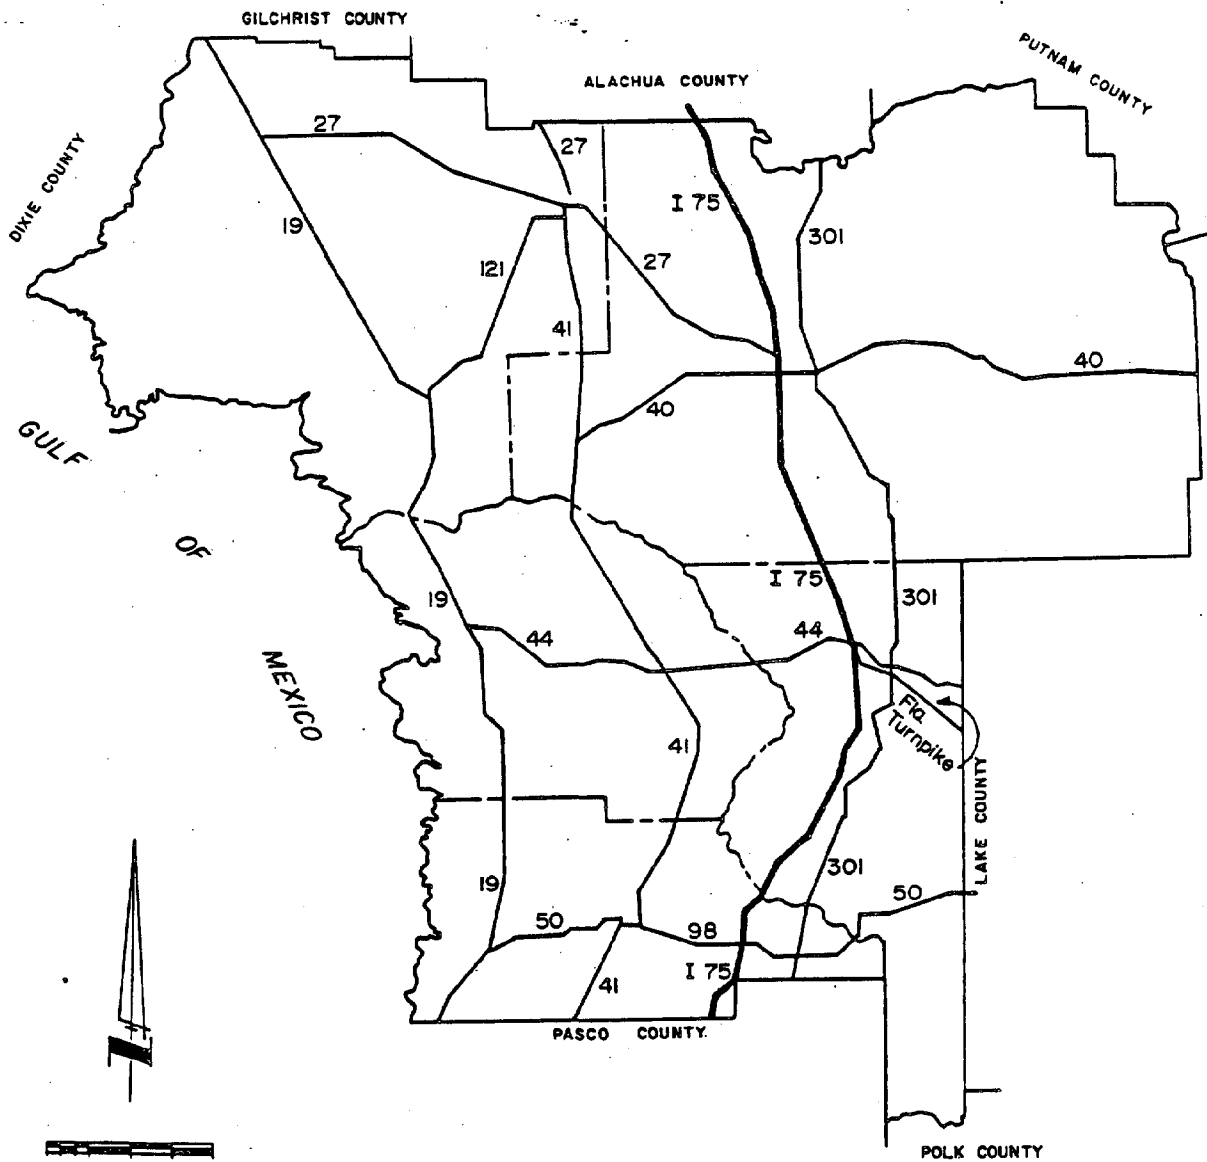 GILCHRIST COUNTY
PUTNAM COUNTY
ALACHUA COUNTY
27
27
DIXIE COUNTY
I 75
19
301
121
27
41
40
40
GULF
OF
MEXICO
I 75
19
301
44
44
Fla
Turnpike
41
LAKE COUNTY
301
19
50
50
98
I 75
41
PASCO COUNTY.
N
POLK COUNTY